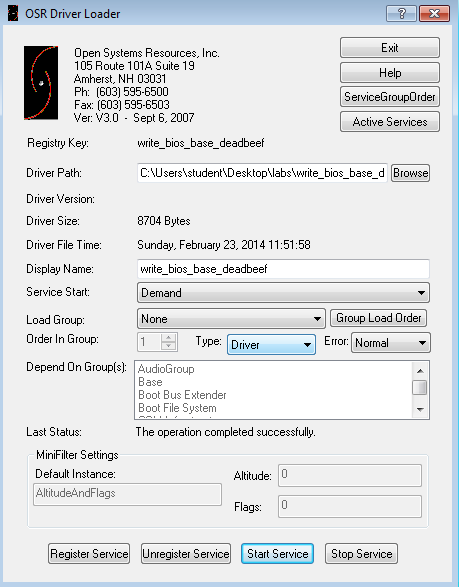 OSR Driver Loader
Open Systems Resources, Inc.
105 Route 101A Suite 19
Amherst, NH 03031
Ph: (603) 595-6500
Fax: (603) 595-6503
Ver: V3.0 - Sept 6, 2007
Exit
Help
ServiceGroupOrder
Active Services
Registry Key: write_bios_base_deadbeef
Driver Path: C:\Users\student\Desktop\labs\write_bios_base_d Browse
Driver Version:
Driver Size: 8704 Bytes
Driver File Time: Sunday, February 23, 2014 11:51:58
Display Name: write_bios_base_deadbeef
Service Start: Demand
Load Group: None Group Load Order
Order In Group: 1 Type: Driver Error: Normal
Depend On Group(s): AudioGroup
Base
Boot Bus Extender
Boot File System
Last Status: The operation completed successfully.
MiniFilter Settings
Default Instance: Altitude: 0
AltitudeAndFlags
Flags: 0
Register Service Unregister Service Start Service Stop Service